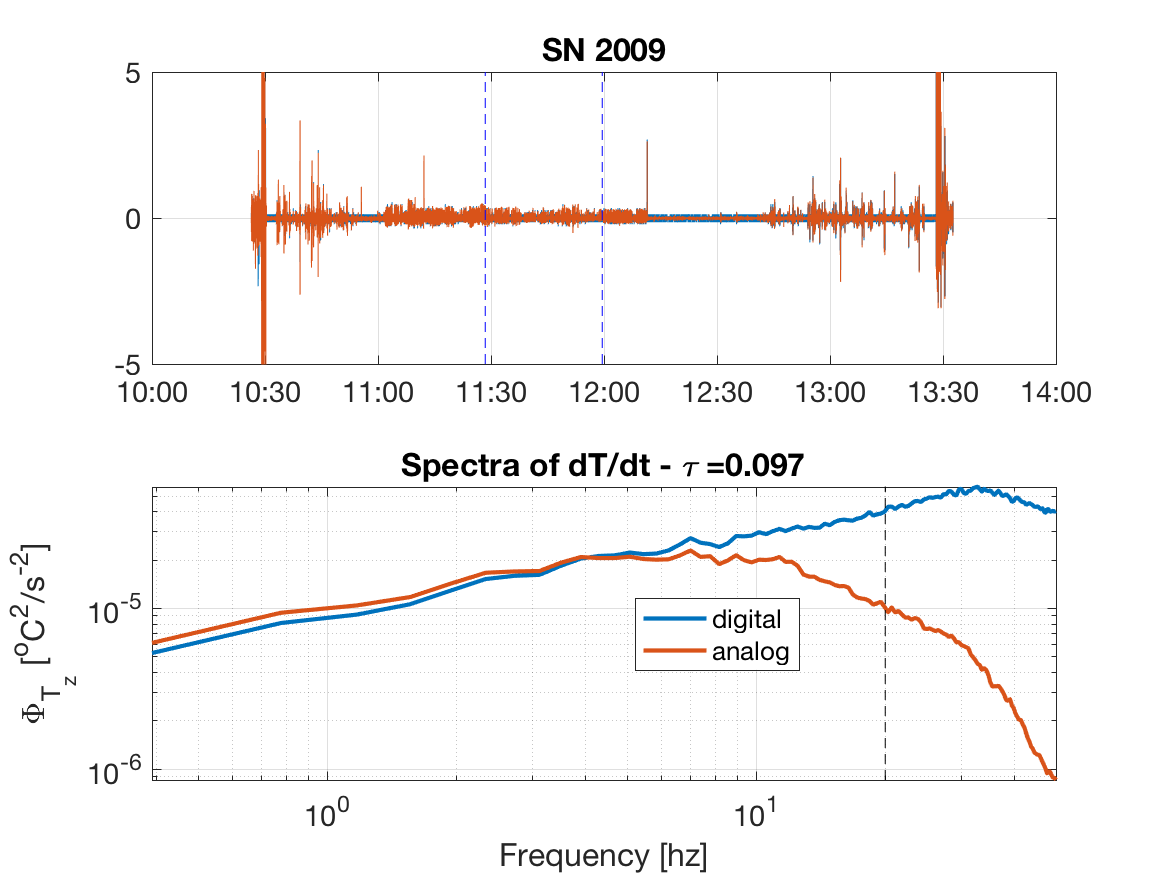 SN 2009
5
0
-5
10:00 10:30 11:00 11:30 12:00 12:30 13:00 13:30 14:00
Spectra of dT/dt - τ =0.097
Φ_{T_z} [°C²/s⁻²]
10⁻⁵
10⁻⁶
digital
analog
10⁰ 10¹
Frequency [hz]